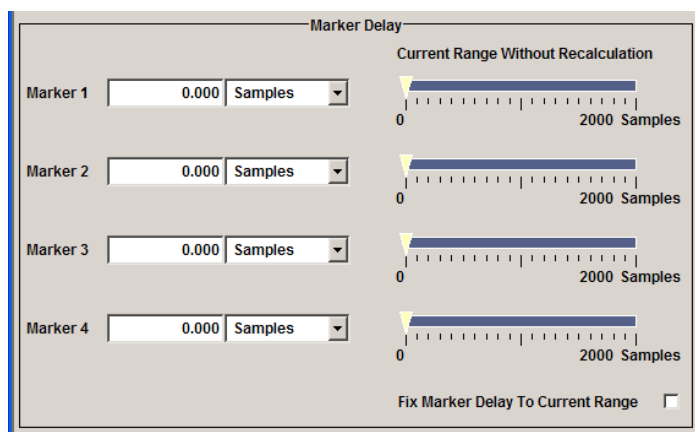 Marker Delay
Current Range Without Recalculation
Marker 1 0.000 Samples
0 2000 Samples
Marker 2 0.000 Samples
0 2000 Samples
Marker 3 0.000 Samples
0 2000 Samples
Marker 4 0.000 Samples
0 2000 Samples
Fix Marker Delay To Current Range